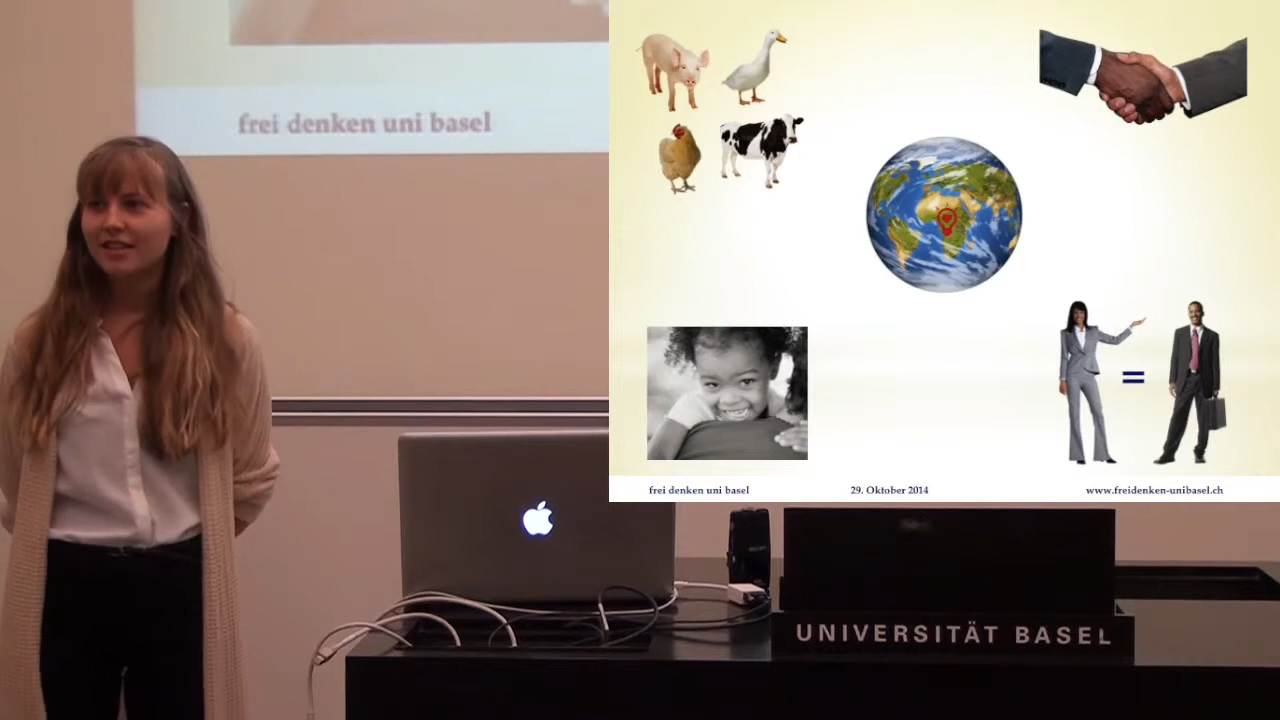 frei denken uni basel
=
frei denken uni basel
29. Oktober 2014
www.freidenken-unibasel.ch
UNIVERSITÄT BASEL